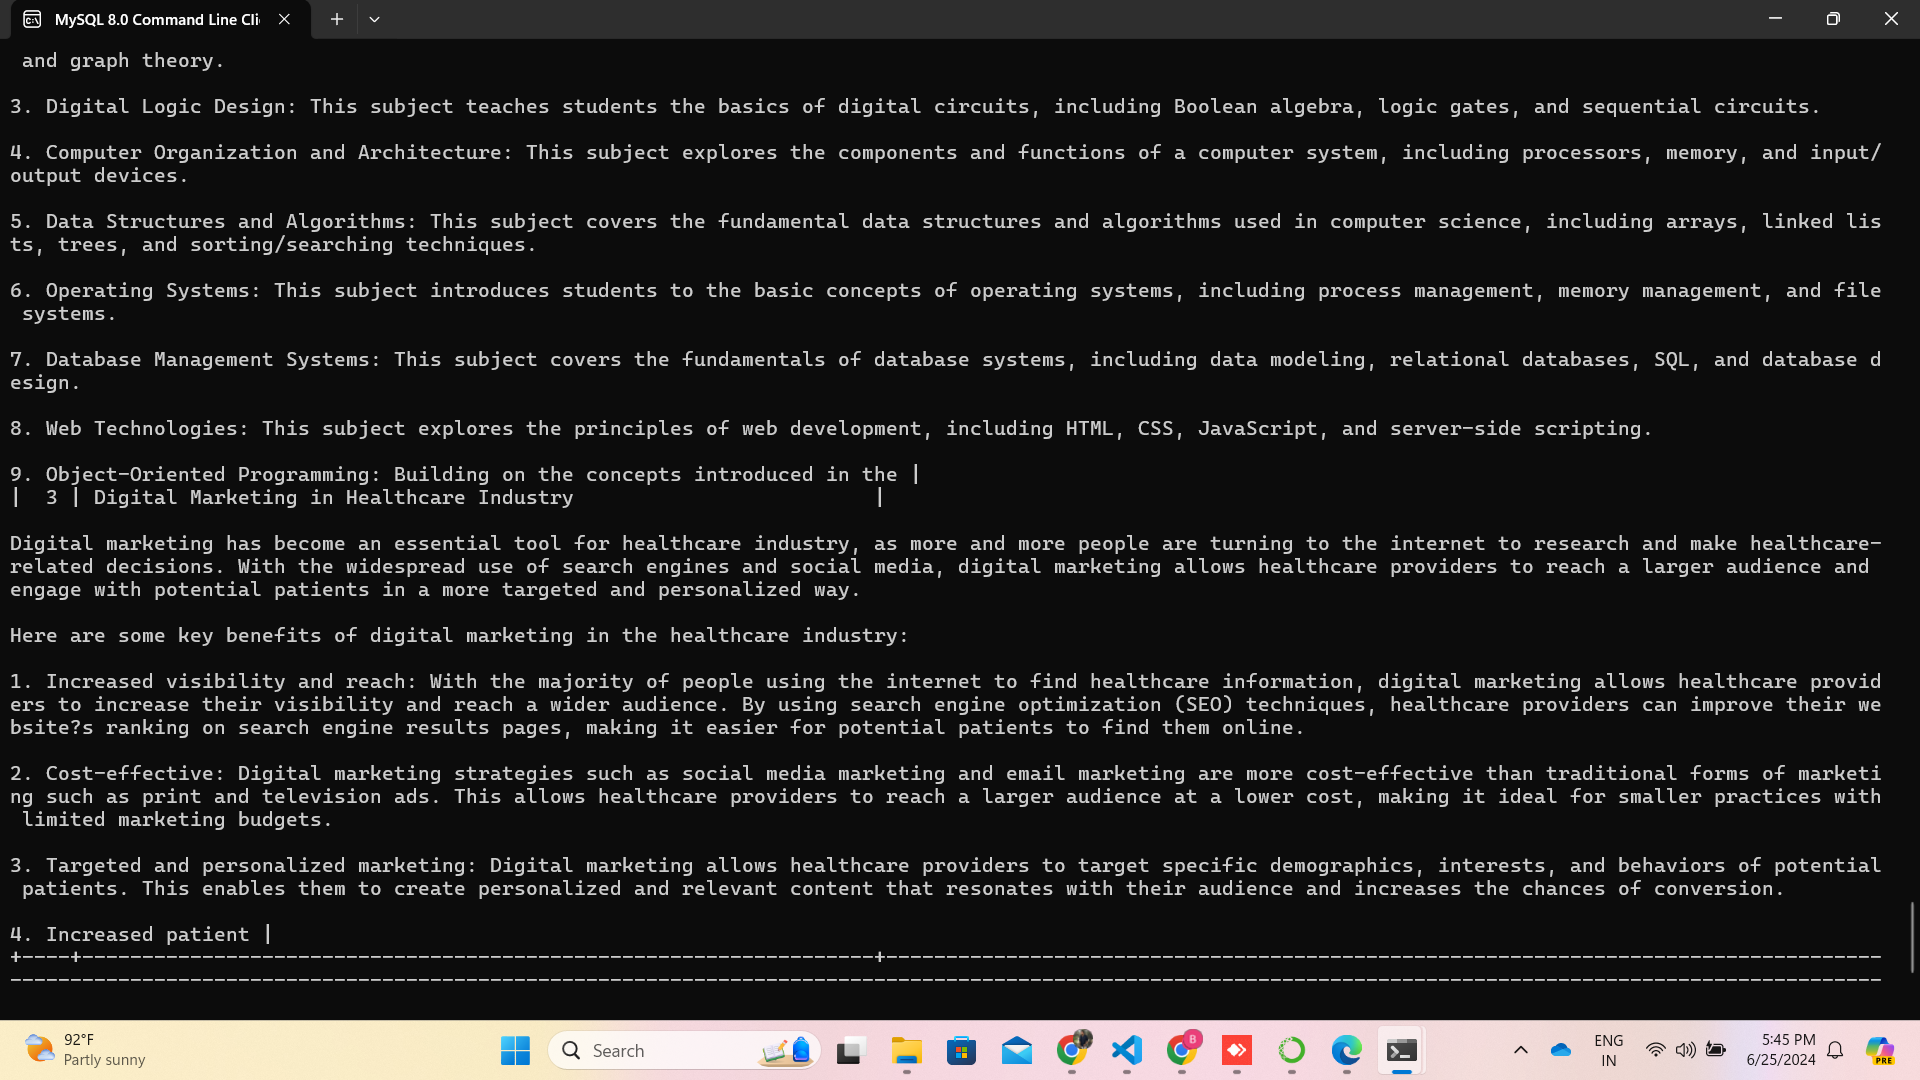 MySQL 8.0 Command Line Cli
and graph theory.
3. Digital Logic Design: This subject teaches students the basics of digital circuits, including Boolean algebra, logic gates, and sequential circuits.
4. Computer Organization and Architecture: This subject explores the components and functions of a computer system, including processors, memory, and input/
output devices.
5. Data Structures and Algorithms: This subject covers the fundamental data structures and algorithms used in computer science, including arrays, linked lis
ts, trees, and sorting/searching techniques.
6. Operating Systems: This subject introduces students to the basic concepts of operating systems, including process management, memory management, and file
 systems.
7. Database Management Systems: This subject covers the fundamentals of database systems, including data modeling, relational databases, SQL, and database d
esign.
8. Web Technologies: This subject explores the principles of web development, including HTML, CSS, JavaScript, and server-side scripting.
9. Object-Oriented Programming: Building on the concepts introduced in the |
|  3 | Digital Marketing in Healthcare Industry                         |
Digital marketing has become an essential tool for healthcare industry, as more and more people are turning to the internet to research and make healthcare-
related decisions. With the widespread use of search engines and social media, digital marketing allows healthcare providers to reach a larger audience and
engage with potential patients in a more targeted and personalized way.
Here are some key benefits of digital marketing in the healthcare industry:
1. Increased visibility and reach: With the majority of people using the internet to find healthcare information, digital marketing allows healthcare provid
ers to increase their visibility and reach a wider audience. By using search engine optimization (SEO) techniques, healthcare providers can improve their we
bsite?s ranking on search engine results pages, making it easier for potential patients to find them online.
2. Cost-effective: Digital marketing strategies such as social media marketing and email marketing are more cost-effective than traditional forms of marketi
ng such as print and television ads. This allows healthcare providers to reach a larger audience at a lower cost, making it ideal for smaller practices with
 limited marketing budgets.
3. Targeted and personalized marketing: Digital marketing allows healthcare providers to target specific demographics, interests, and behaviors of potential
 patients. This enables them to create personalized and relevant content that resonates with their audience and increases the chances of conversion.
4. Increased patient |
92°F
Partly sunny
Search
B
ENG
IN
5:45 PM
6/25/2024
PRE